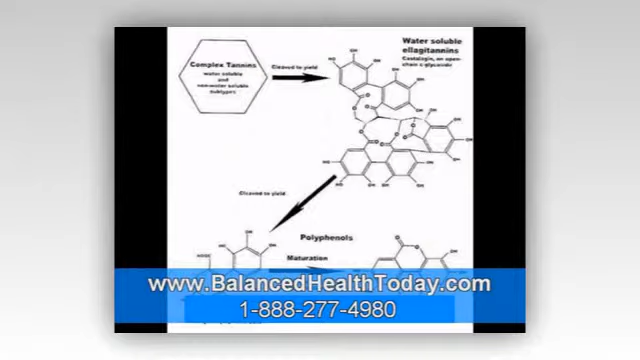 Complex Tannins
water soluble
and
non-water soluble
subtypes
Cleaved to yield
Water soluble
ellagitannins
Castalagin, an open-
chain c-glycoside
Cleaved to yield
Polyphenols
Maturation
www.BalancedHealthToday.com
1-888-277-4980